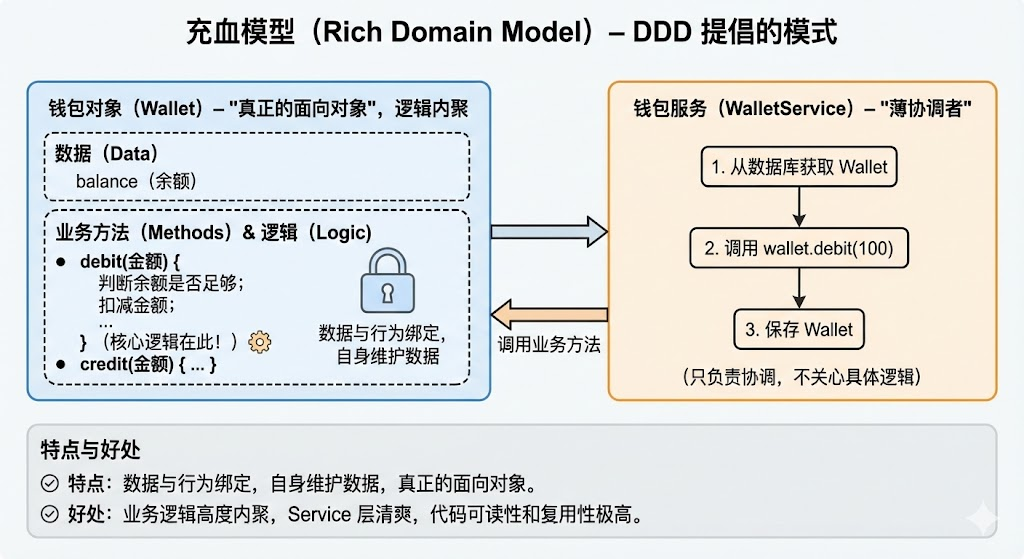 充血模型（Rich Domain Model）– DDD 提倡的模式
钱包对象（Wallet）– "真正的面向对象"，逻辑内聚
数据（Data）
balance（余额）
业务方法（Methods）& 逻辑（Logic)
● debit(金额) {
判断余额是否足够；
扣减金额；
...
} （核心逻辑在此！）
● credit(金额) { ... }
数据与行为绑定，
自身维护数据
调用业务方法
钱包服务（WalletService）– "薄协调者"
1. 从数据库获取 Wallet
2. 调用 wallet.debit(100)
3. 保存 Wallet
（只负责协调，不关心具体逻辑）
特点与好处
特点：数据与行为绑定，自身维护数据，真正的面向对象。
好处：业务逻辑高度内聚，Service 层清爽，代码可读性和复用性极高。